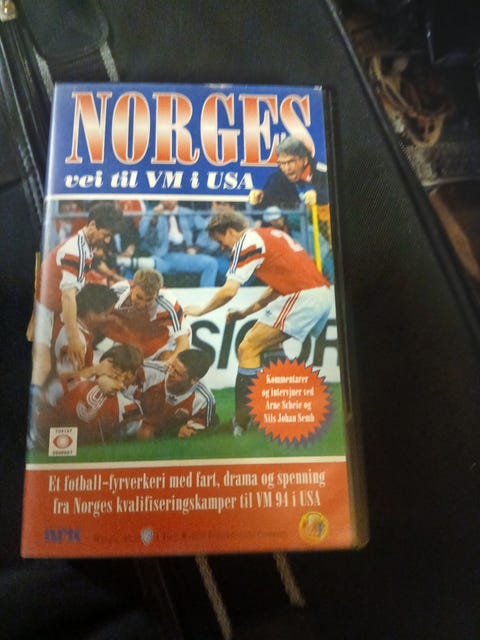 NORGES
vei til VM i USA
Kommentarer
og intervjuer ved
Arne Scheie og
Nils Johan Semb
Et fotball-fyrverkeri med fart, drama og spenning
fra Norges kvalifiseringskamper til VM 94 i USA
NRK